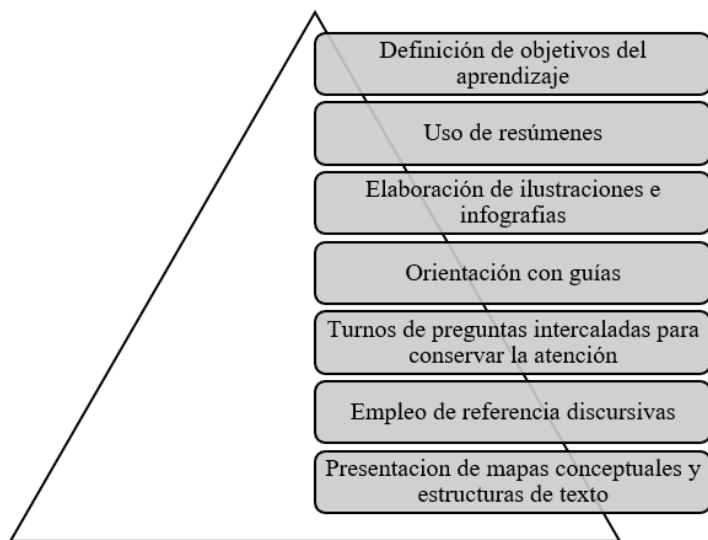 Definición de objetivos del
aprendizaje
Uso de resúmenes
Elaboración de ilustraciones e
infografias
Orientación con guías
Turnos de preguntas intercaladas para
conservar la atención
Empleo de referencia discursivas
Presentacion de mapas conceptuales y
estructuras de texto